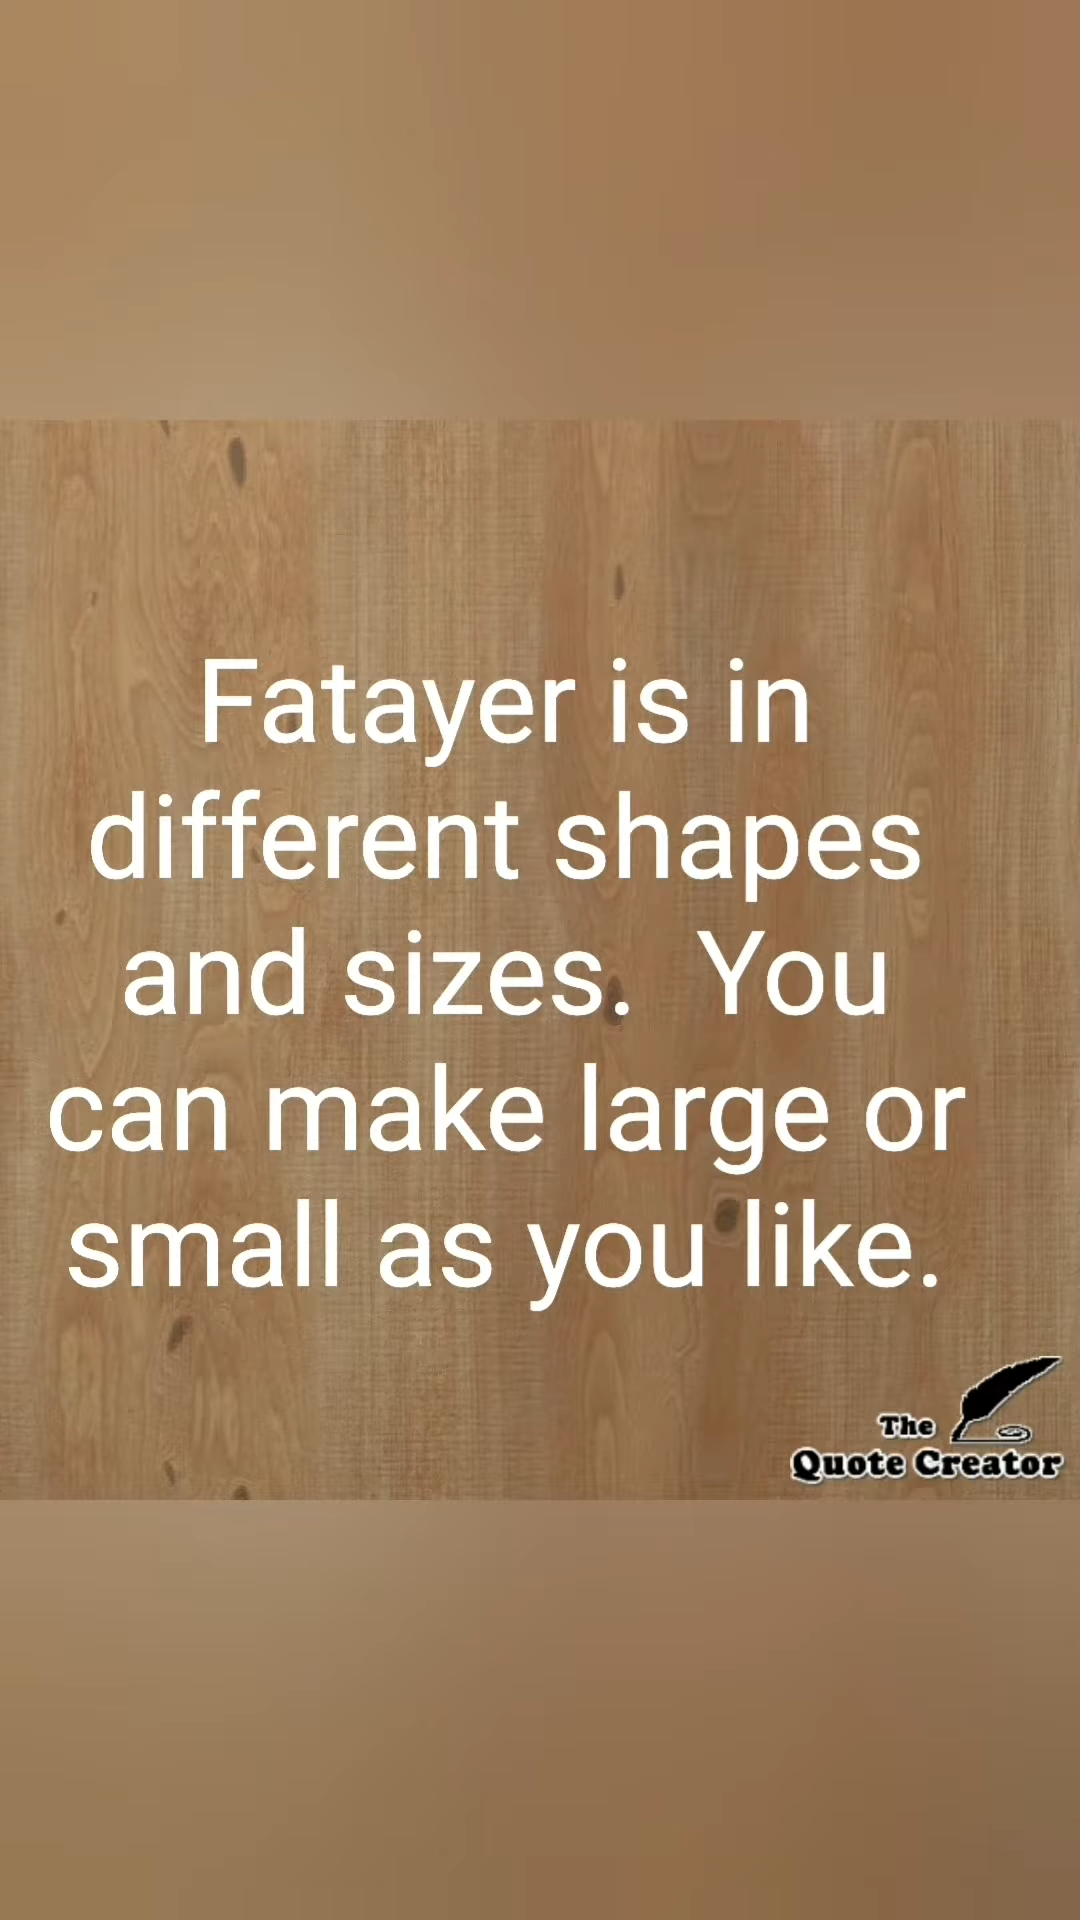 Fatayer is in
different shapes
and sizes.  You
can make large or
small as you like.
The
Quote Creator